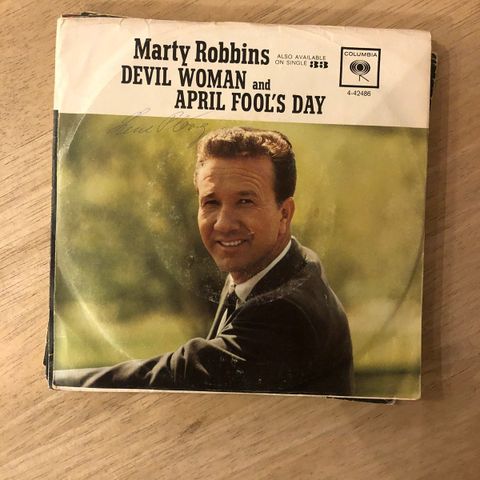 Marty Robbins
ALSO AVAILABLE
ON SINGLE 33
DEVIL WOMAN and
APRIL FOOL'S DAY
COLUMBIA
4-42486